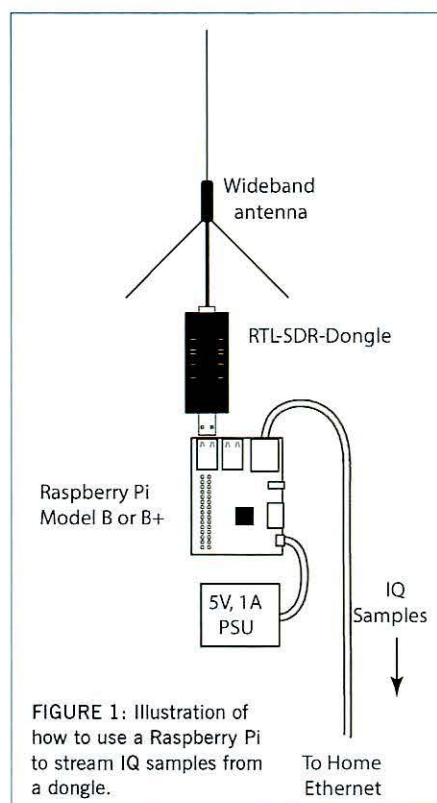 Wideband
antenna
RTL-SDR-Dongle
Raspberry Pi
Model B or B+
5V, 1A
PSU
IQ
Samples
FIGURE 1: Illustration of
how to use a Raspberry Pi
to stream IQ samples from
a dongle.
To Home
Ethernet